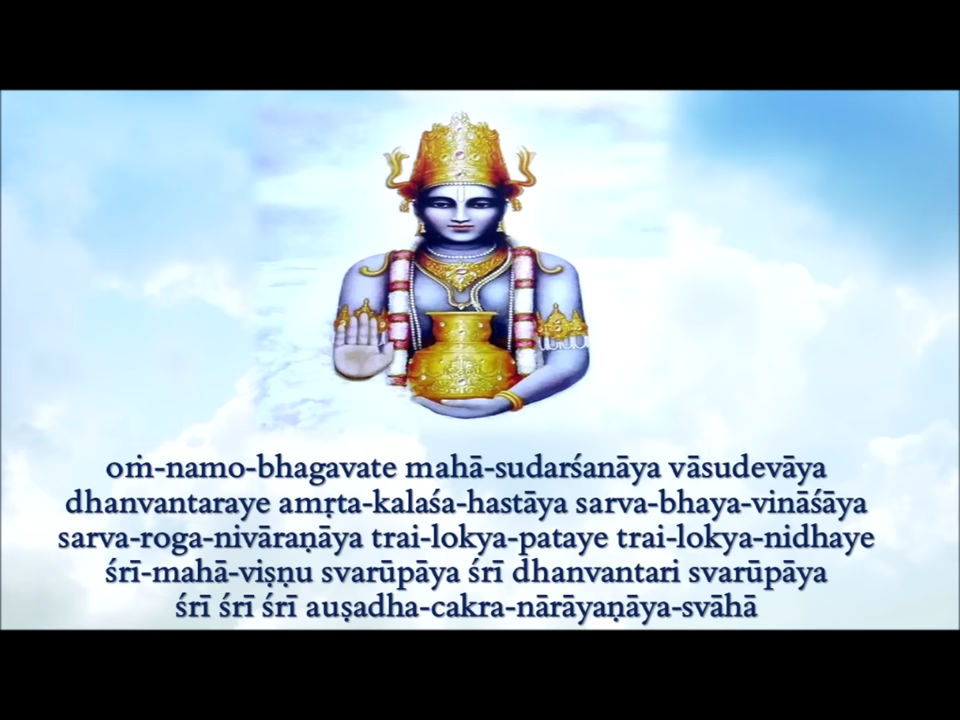 oṁ-namo-bhagavate mahā-sudarśanāya vāsudevāya
dhanvantaraye amṛta-kalaśa-hastāya sarva-bhaya-vināśāya
sarva-roga-nivāraṇāya trai-lokya-pataye trai-lokya-nidhaye
śrī-mahā-viṣṇu svarūpāya śrī dhanvantari svarūpāya
śrī śrī śrī auṣadha-cakra-nārāyaṇāya-svāhā